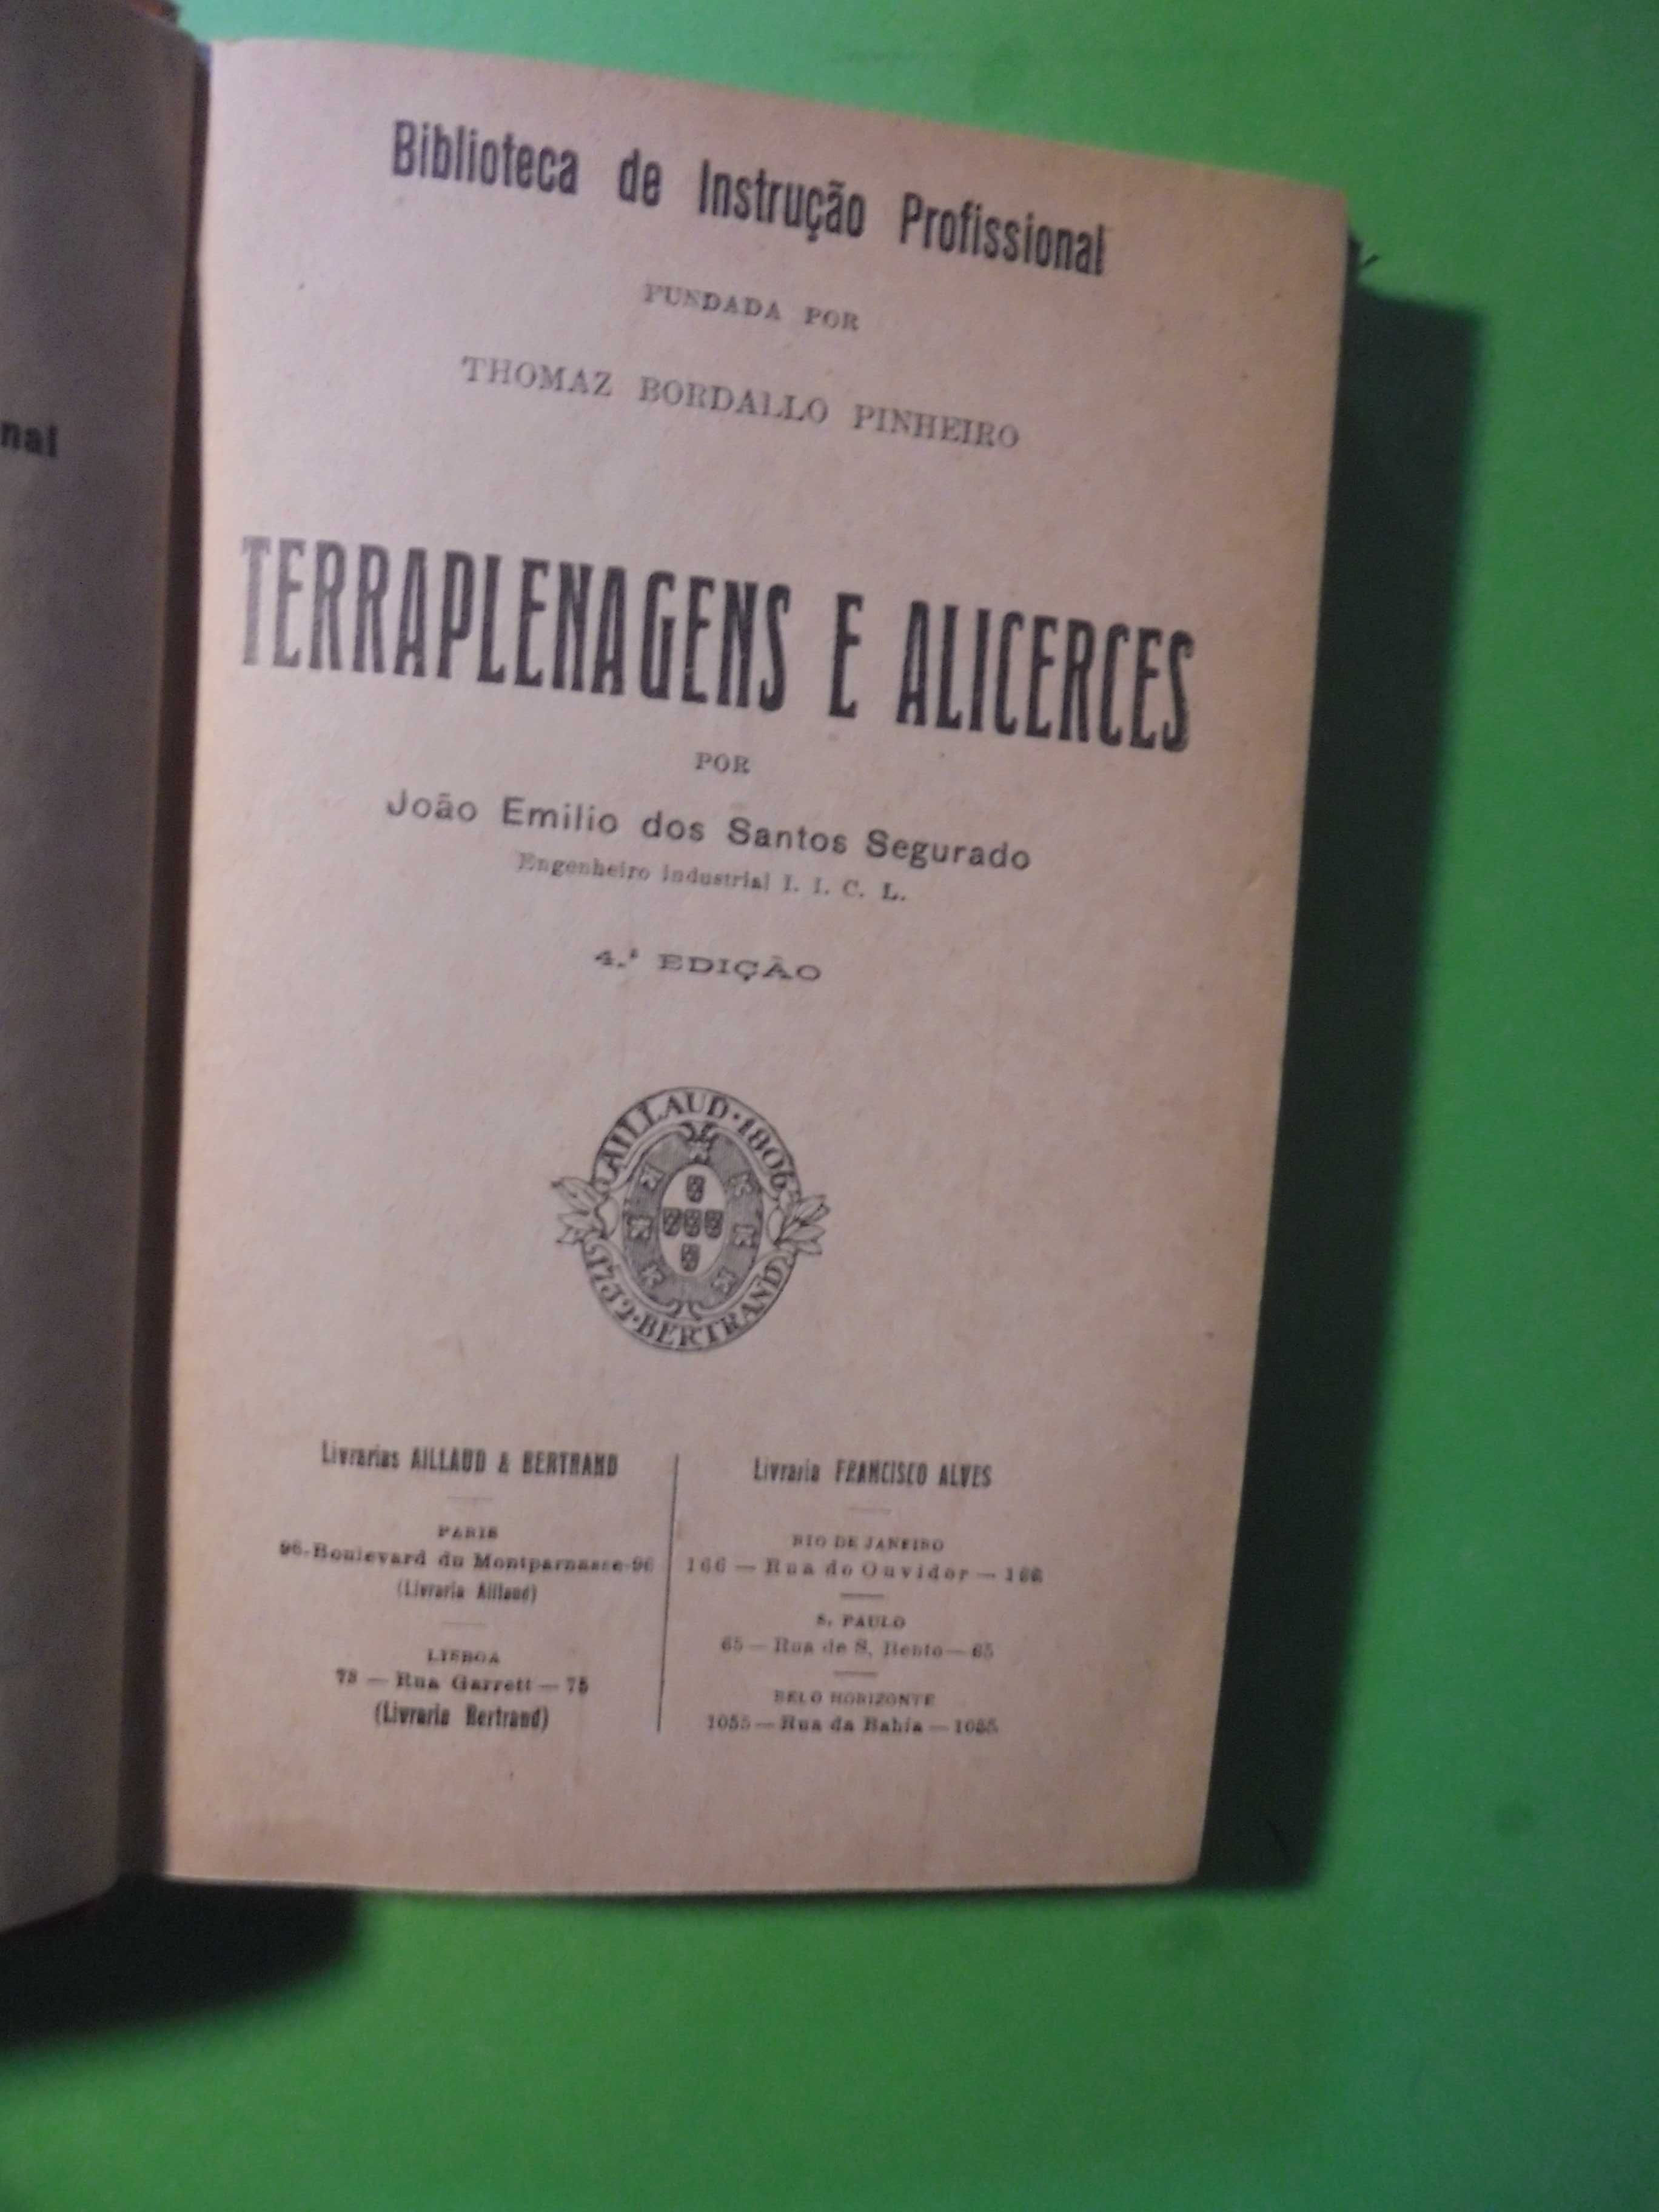 nal
Biblioteca de Instrução Profissional
FUNDADA POR
THOMAZ BORDALLO PINHEIRO
TERRAPLENAGENS E ALICERCES
POR
João Emilio dos Santos Segurado
Engenheiro industrial I. I. C. L.
4.ª EDIÇÃO
AILLAUD · 1806
1732 · BERTRAND
Livrarias AILLAUD & BERTRAND
PARIS
96-Boulevard du Montparnasse-96
(Livraria Aillaud)
LISBOA
73 — Rua Garrett — 75
(Livraria Bertrand)
Livraria FRANCISCO ALVES
RIO DE JANEIRO
166 — Rua do Ouvidor — 166
S. PAULO
65 — Rua de S. Bento — 65
BELO HORIZONTE
1055 — Rua da Bahia — 1055